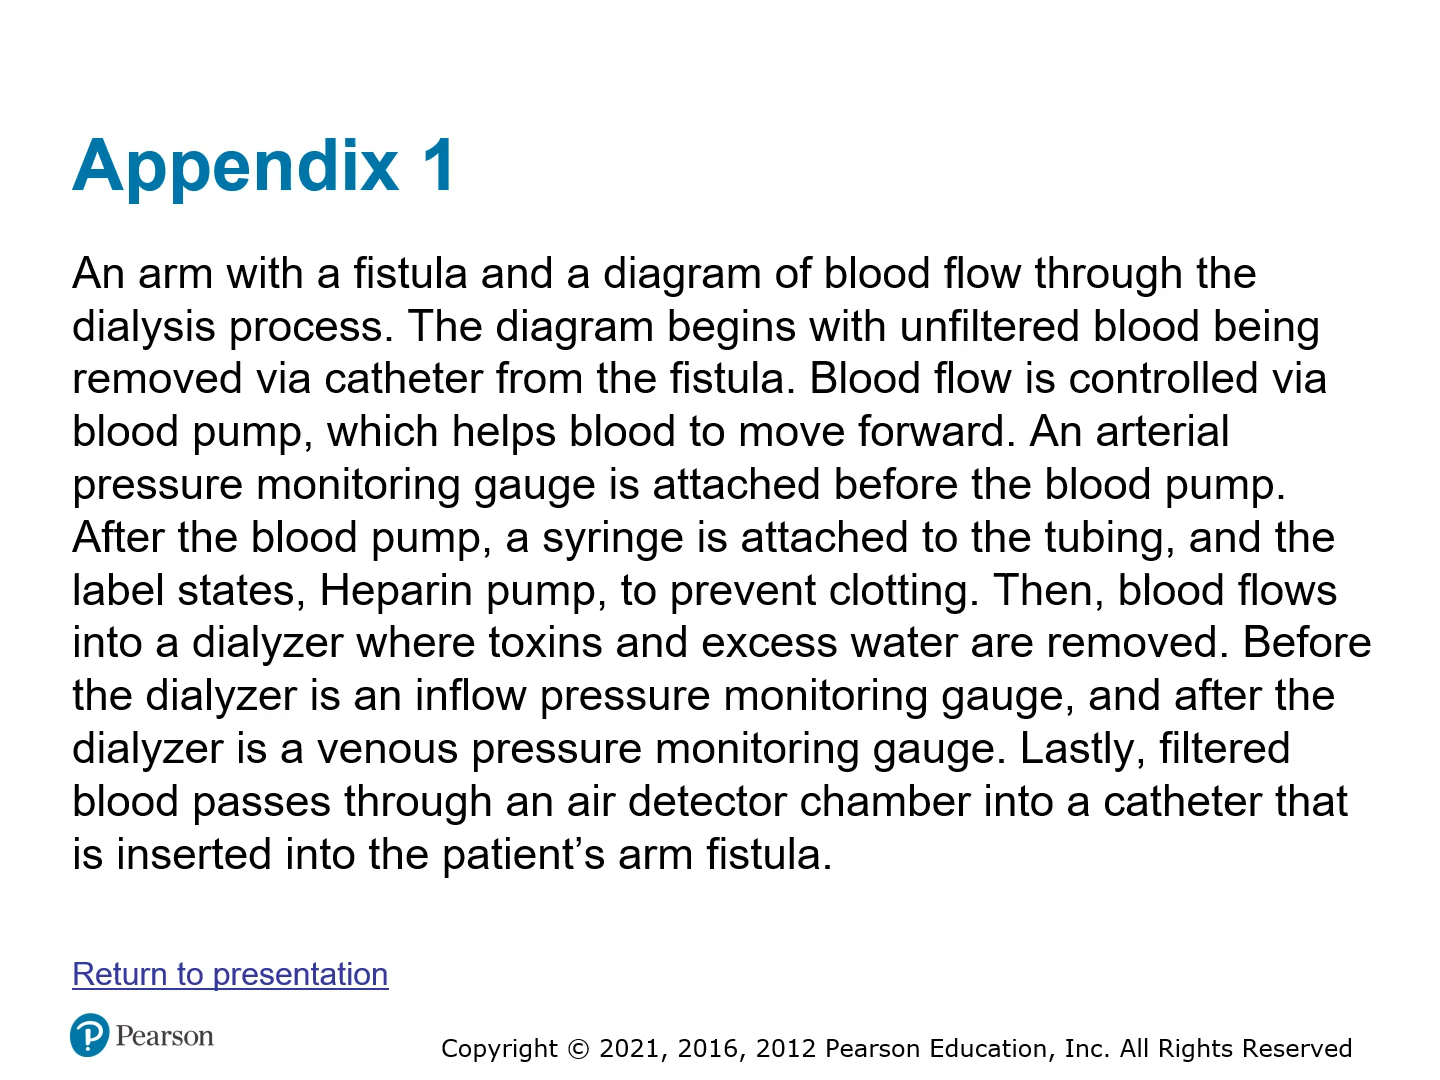 Appendix 1
An arm with a fistula and a diagram of blood flow through the
dialysis process. The diagram begins with unfiltered blood being
removed via catheter from the fistula. Blood flow is controlled via
blood pump, which helps blood to move forward. An arterial
pressure monitoring gauge is attached before the blood pump.
After the blood pump, a syringe is attached to the tubing, and the
label states, Heparin pump, to prevent clotting. Then, blood flows
into a dialyzer where toxins and excess water are removed. Before
the dialyzer is an inflow pressure monitoring gauge, and after the
dialyzer is a venous pressure monitoring gauge. Lastly, filtered
blood passes through an air detector chamber into a catheter that
is inserted into the patient’s arm fistula.
Return to presentation
Pearson
Copyright © 2021, 2016, 2012 Pearson Education, Inc. All Rights Reserved